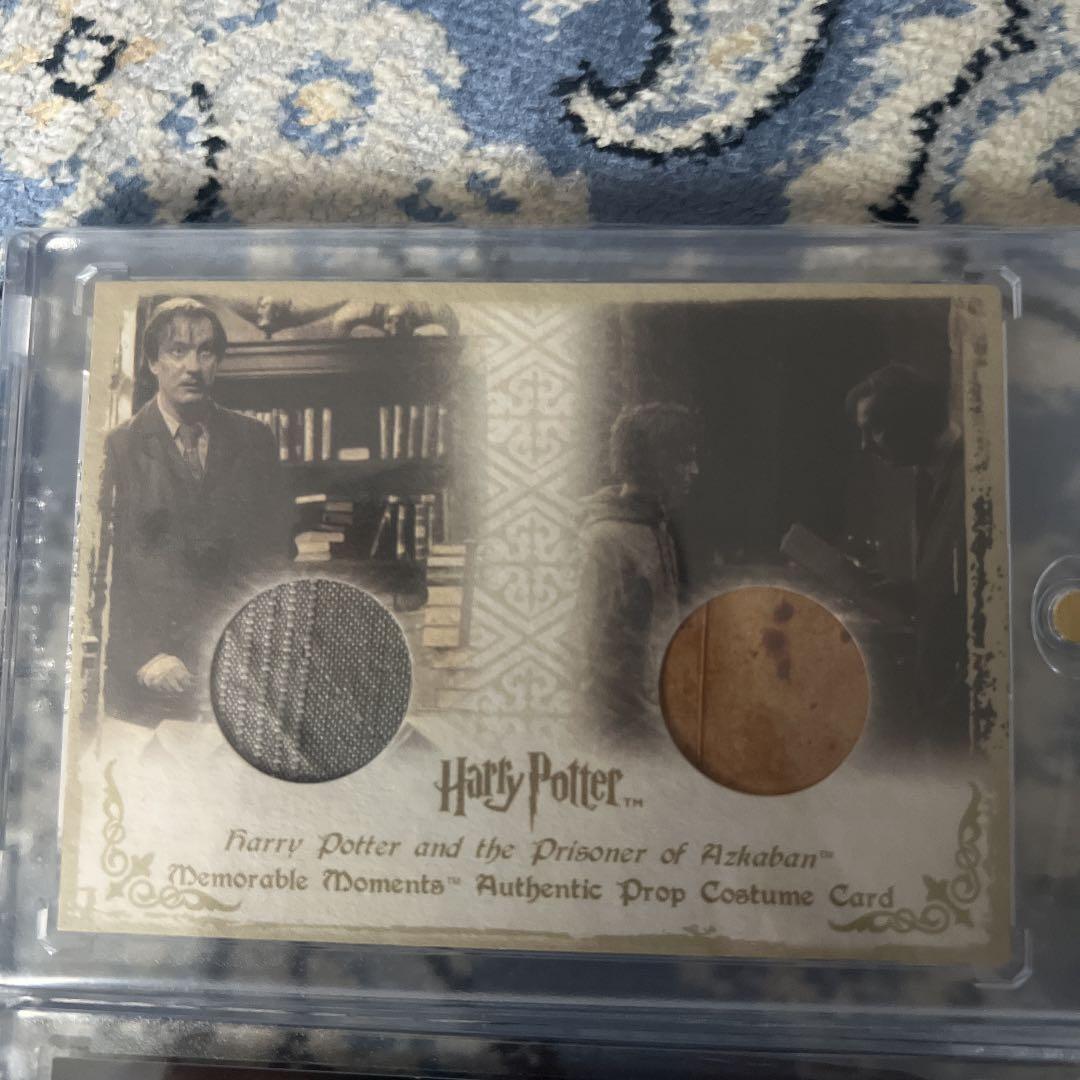 Harry Potter™
Harry Potter and the Prisoner of Azkaban™
Memorable Moments™ Authentic Prop Costume Card